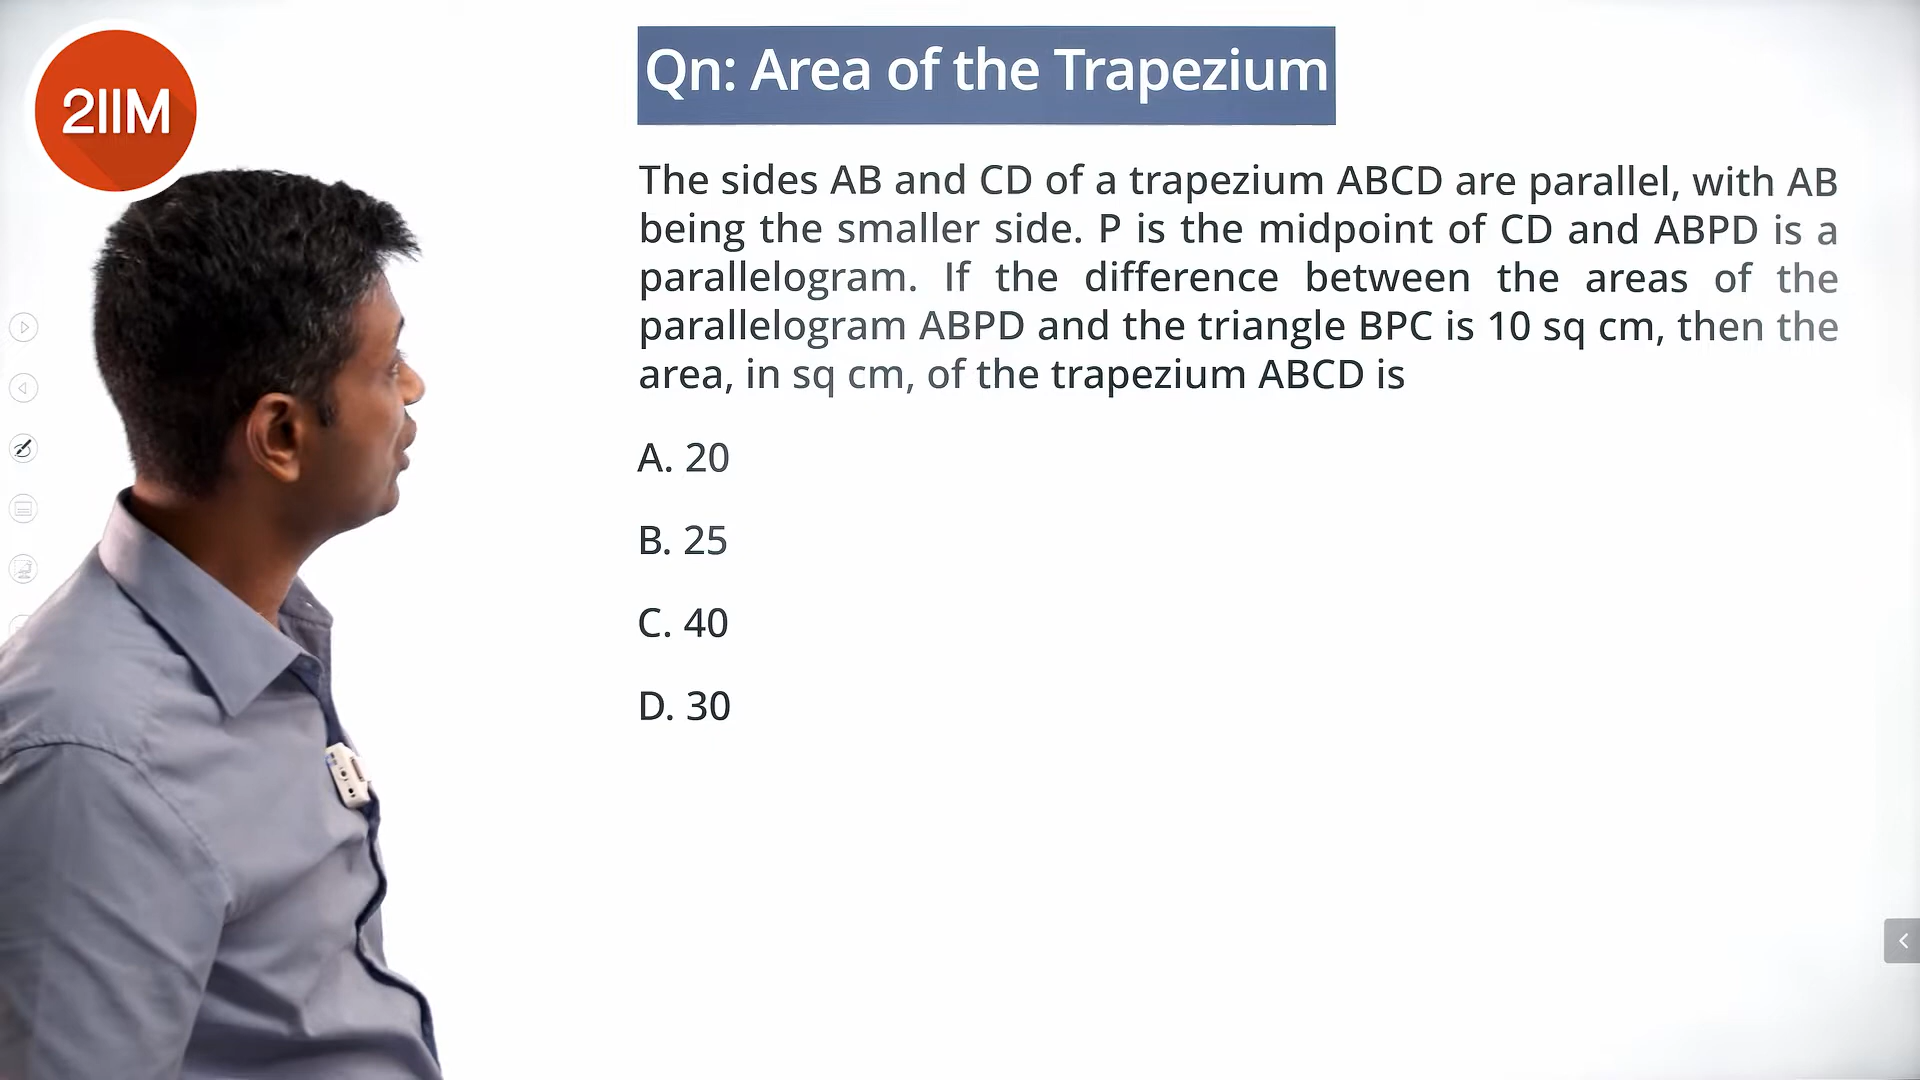 2IIM
Qn: Area of the Trapezium
The sides AB and CD of a trapezium ABCD are parallel, with AB
being the smaller side. P is the midpoint of CD and ABPD is a
parallelogram. If the difference between the areas of the
parallelogram ABPD and the triangle BPC is 10 sq cm, then the
area, in sq cm, of the trapezium ABCD is
A. 20
B. 25
C. 40
D. 30